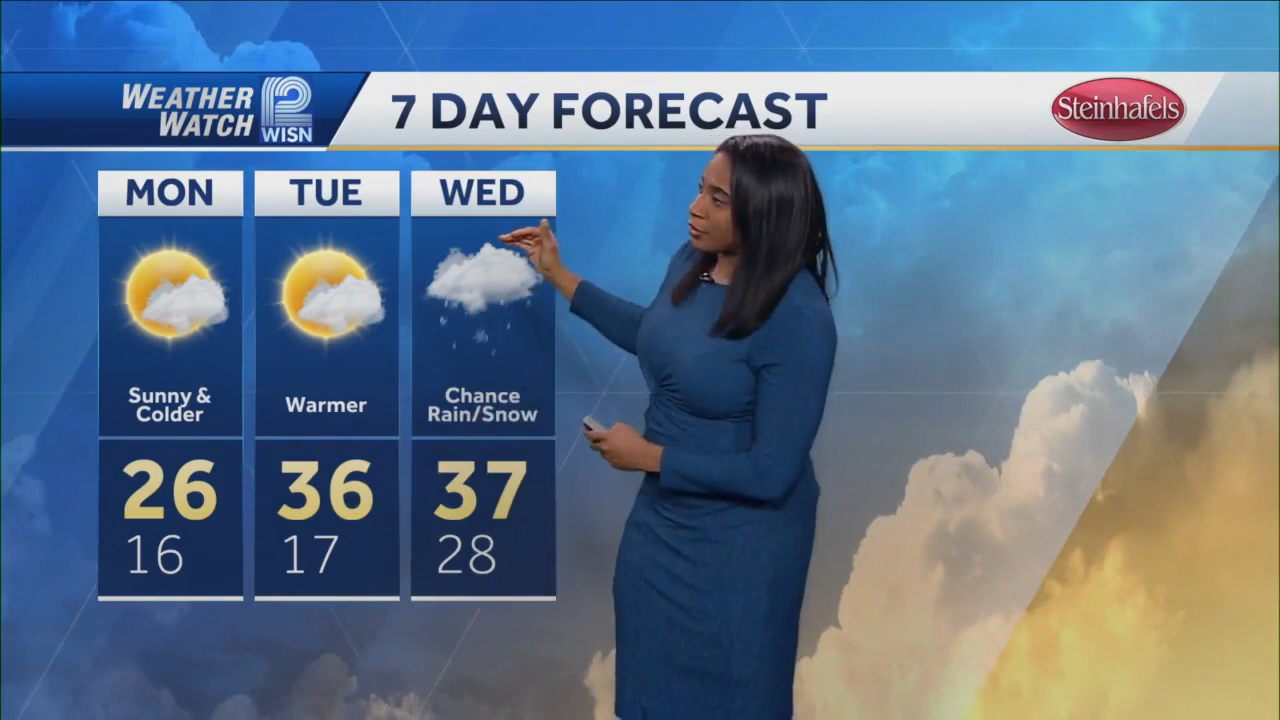 WEATHER
WATCH
12
WISN
7 DAY FORECAST
Steinhafels
MON
TUE
WED
Sunny &
Colder
Warmer
Chance
Rain/Snow
26
36
37
16
17
28